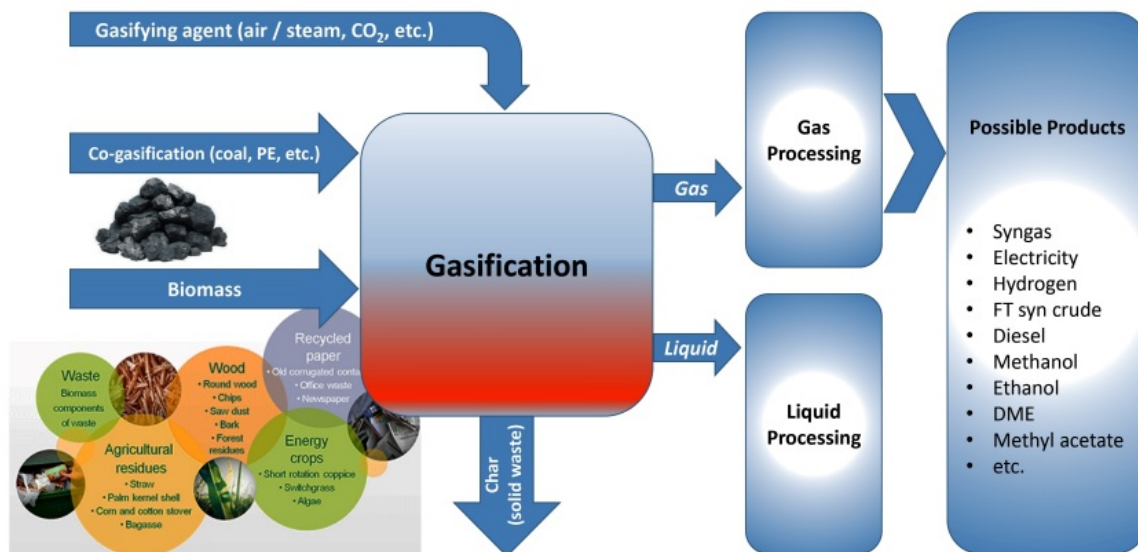 Gasifying agent (air / steam, CO₂, etc.)
Co-gasification (coal, PE, etc.)
Biomass
Gasification
Gas
Liquid
Char
(solid waste)
Gas
Processing
Liquid
Processing
Possible Products
• Syngas
• Electricity
• Hydrogen
• FT syn crude
• Diesel
• Methanol
• Ethanol
• DME
• Methyl acetate
• etc.
Waste
Biomass
components
of waste
Wood
• Round wood
• Chips
• Saw dust
• Bark
• Forest
residues
Recycled
paper
• Old corrugated
• Office waste
• Newspaper
Agricultural
residues
• Straw
• Palm kernel shell
• Corn and cotton stover
• Bagasse
Energy
crops
• Short rotation coppice
• Switchgrass
• Algae